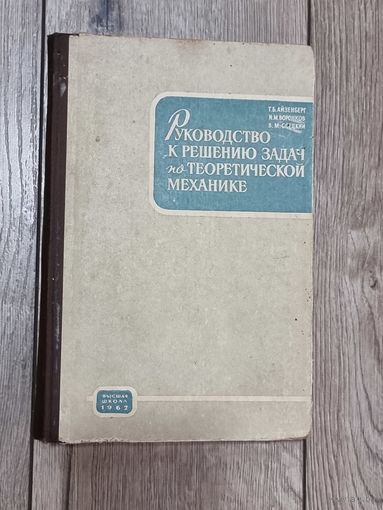 Т.Б.АЙЗЕНБЕРГ
И.М.ВОРОНКОВ
В.М.ОСЕЦКИЙ
РУКОВОДСТВО
К РЕШЕНИЮ ЗАДАЧ
по ТЕОРЕТИЧЕСКОЙ
МЕХАНИКЕ
ВЫСШАЯ
ШКОЛА
1962